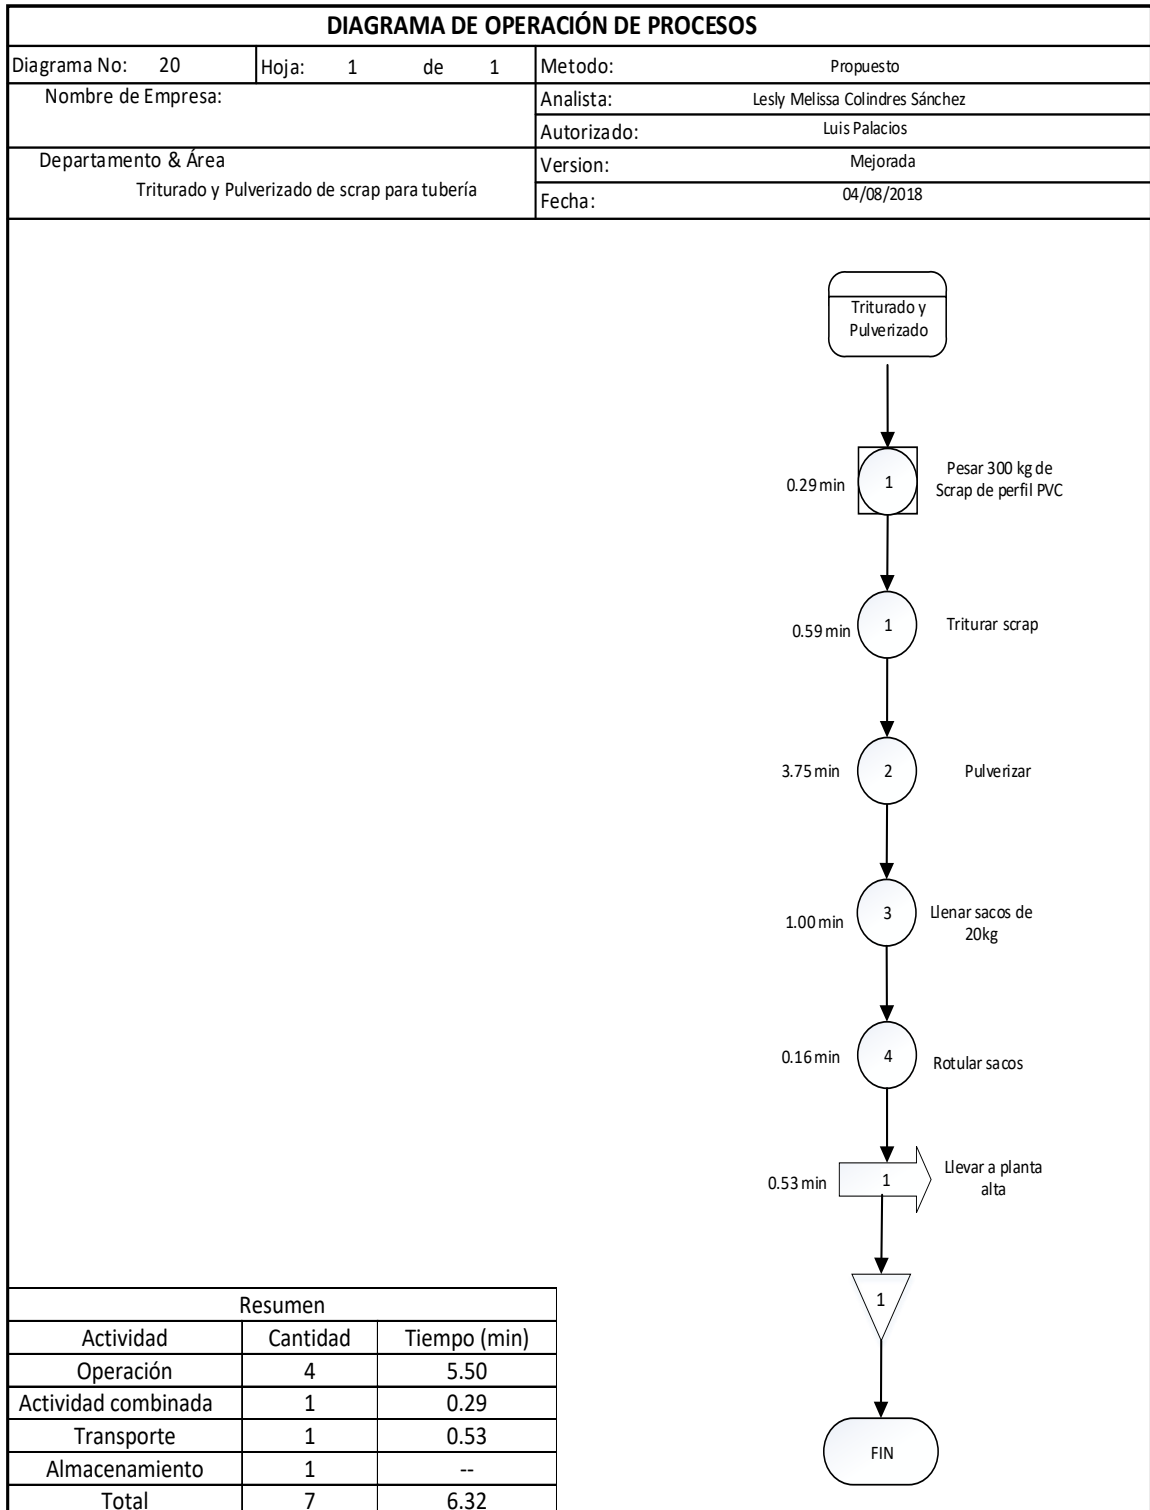 DIAGRAMA DE OPERACIÓN DE PROCESOS
Diagrama No: 20 Hoja: 1 de 1 Metodo: Propuesto
Nombre de Empresa:
Analista: Lesly Melissa Colindres Sánchez
Autorizado: Luis Palacios
Departamento & Área
Triturado y Pulverizado de scrap para tubería
Version: Mejorada
Fecha: 04/08/2018
Triturado y
Pulverizado
0.29 min 1 Pesar 300 kg de
Scrap de perfil PVC
0.59 min 1 Triturar scrap
3.75 min 2 Pulverizar
1.00 min 3 Llenar sacos de
20kg
0.16 min 4 Rotular sacos
0.53 min 1 Llevar a planta
alta
1
FIN
Resumen
Actividad Cantidad Tiempo (min)
Operación 4 5.50
Actividad combinada 1 0.29
Transporte 1 0.53
Almacenamiento 1 --
Total 7 6.32